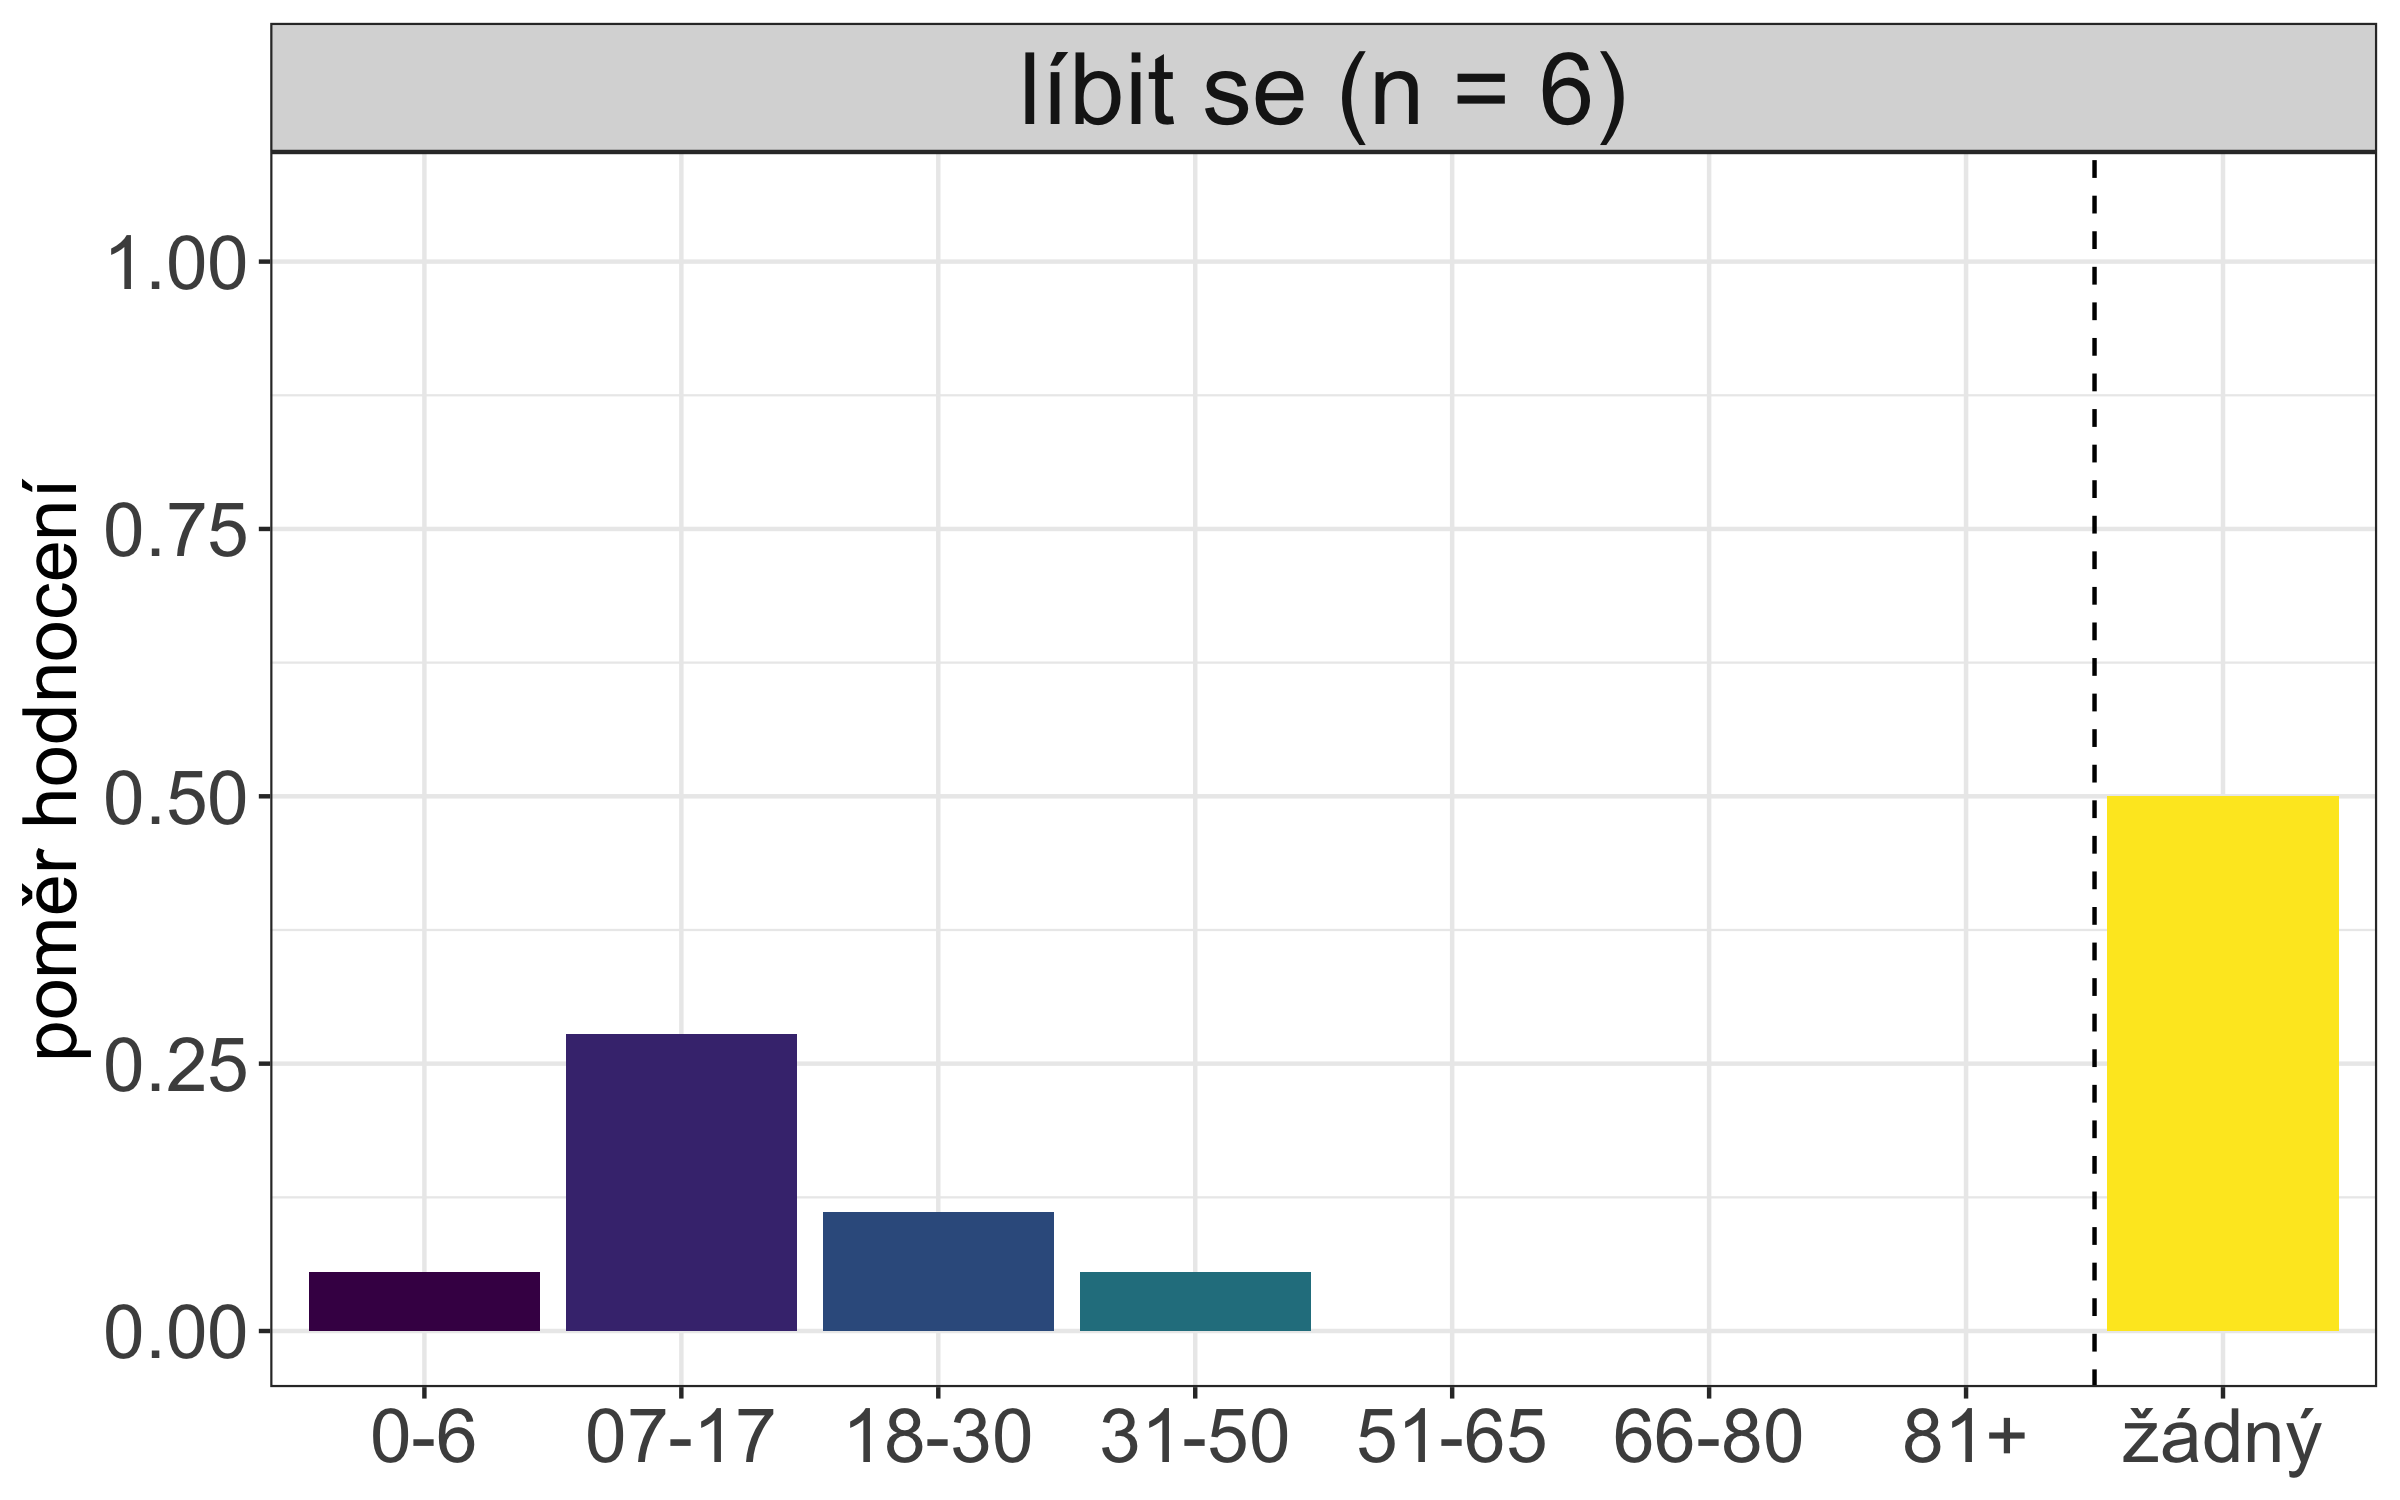 líbit se (n = 6)
poměr hodnocení
1.00
0.75
0.50
0.25
0.00
0-6 07-17 18-30 31-50 51-65 66-80 81+ žádný